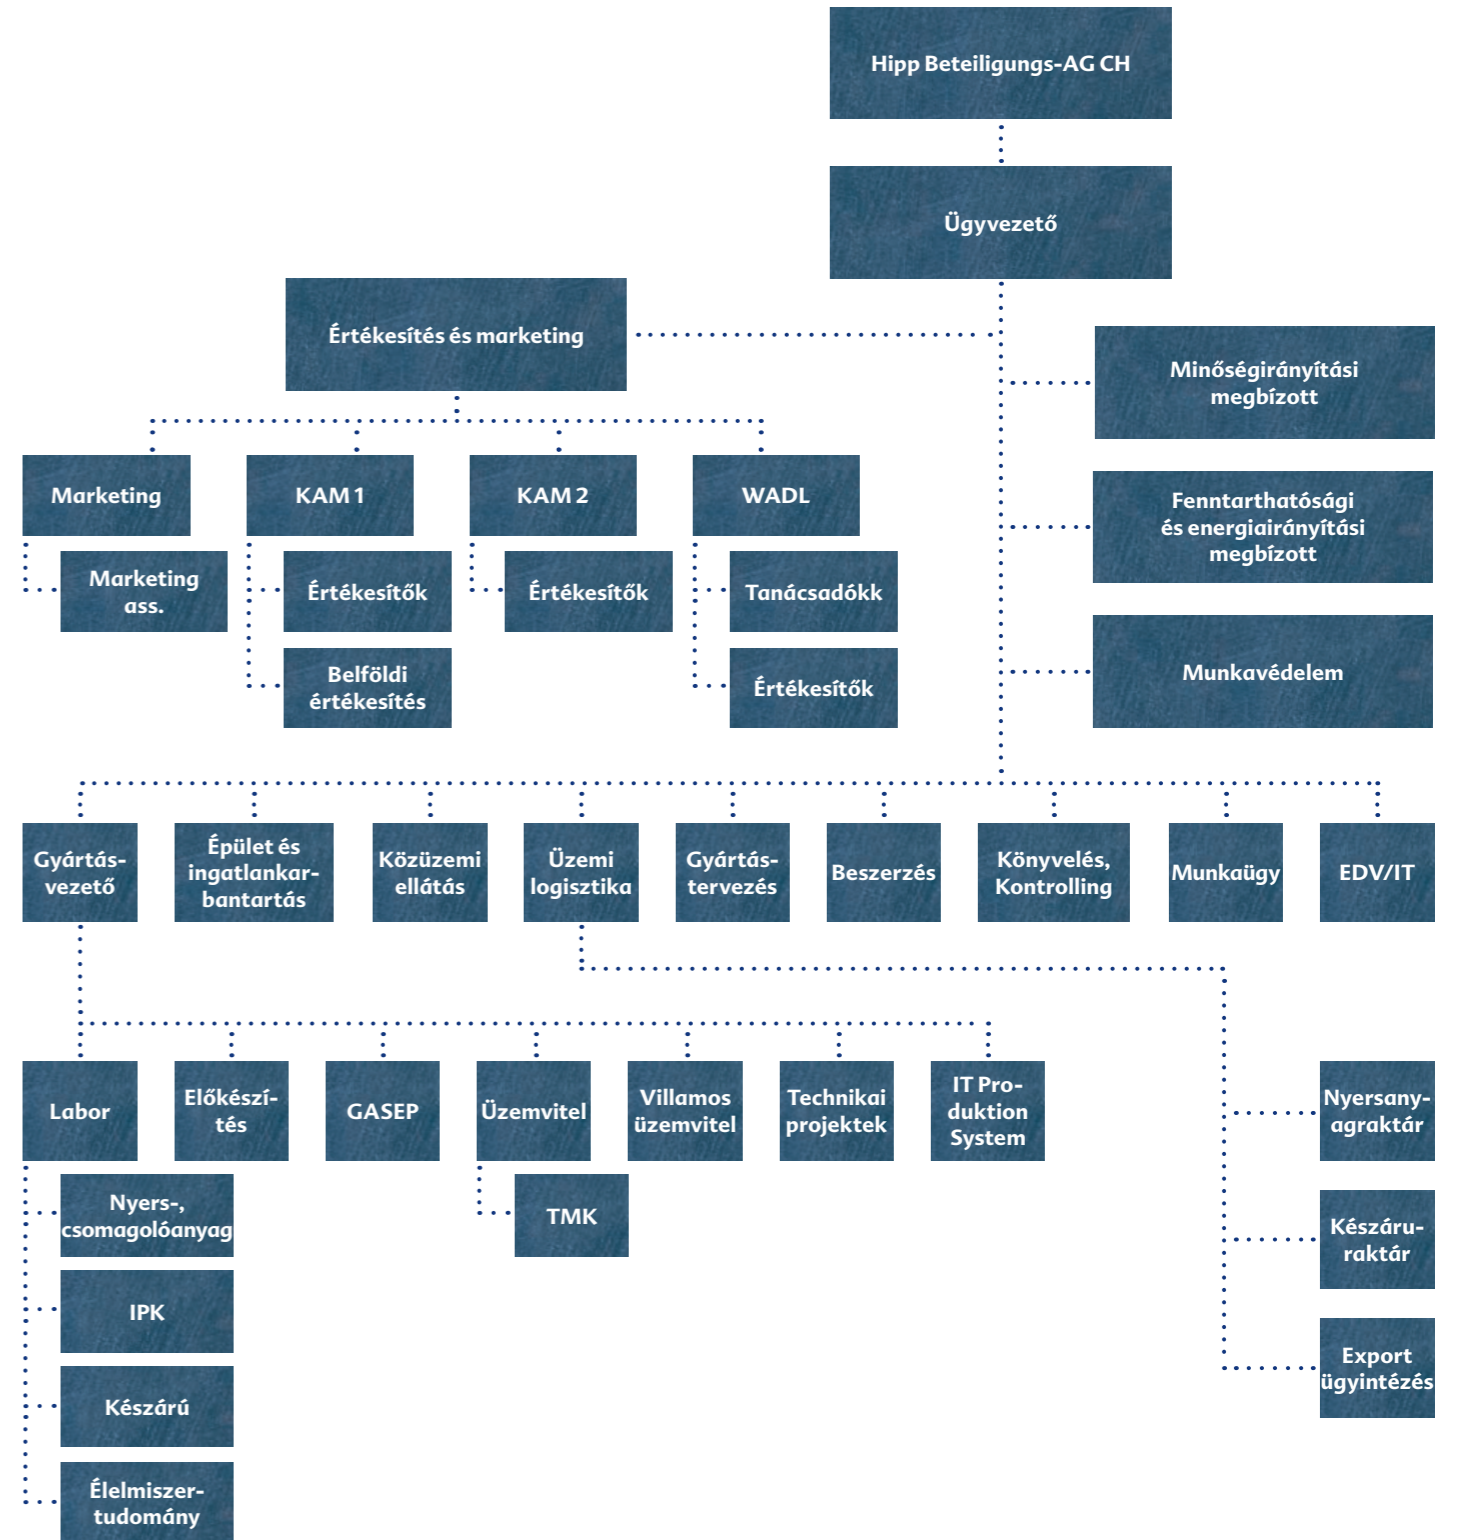 Hipp Beteiligungs-AG CH
Ügyvezető
Értékesítés és marketing
Minőségirányítási
megbízott
Fenntarthatósági
és energiairányítási
megbízott
Munkavédelem
Marketing
KAM 1
KAM 2
WADL
Marketing
ass.
Értékesítők
Értékesítők
Tanácsadókk
Belföldi
értékesítés
Értékesítők
Gyártás-
vezető
Épület és
ingatlankar-
bantartás
Közüzemi
ellátás
Üzemi
logisztika
Gyártás-
tervezés
Beszerzés
Könyvelés,
Kontrolling
Munkaügy
EDV/IT
Labor
Előkészí-
tés
GASEP
Üzemvitel
Villamos
üzemvitel
Technikai
projektek
IT Pro-
duktion
System
Nyersany-
agraktár
Nyers-,
csomagolóanyag
TMK
Készáru-
raktár
IPK
Export
ügyintézés
Készárú
Élelmiszer-
tudomány